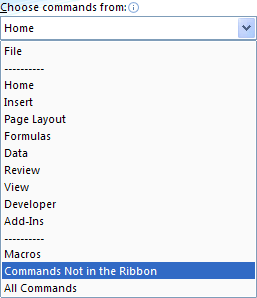 Choose commands from:
Home
File
----------
Home
Insert
Page Layout
Formulas
Data
Review
View
Developer
Add-Ins
----------
Macros
Commands Not in the Ribbon
All Commands